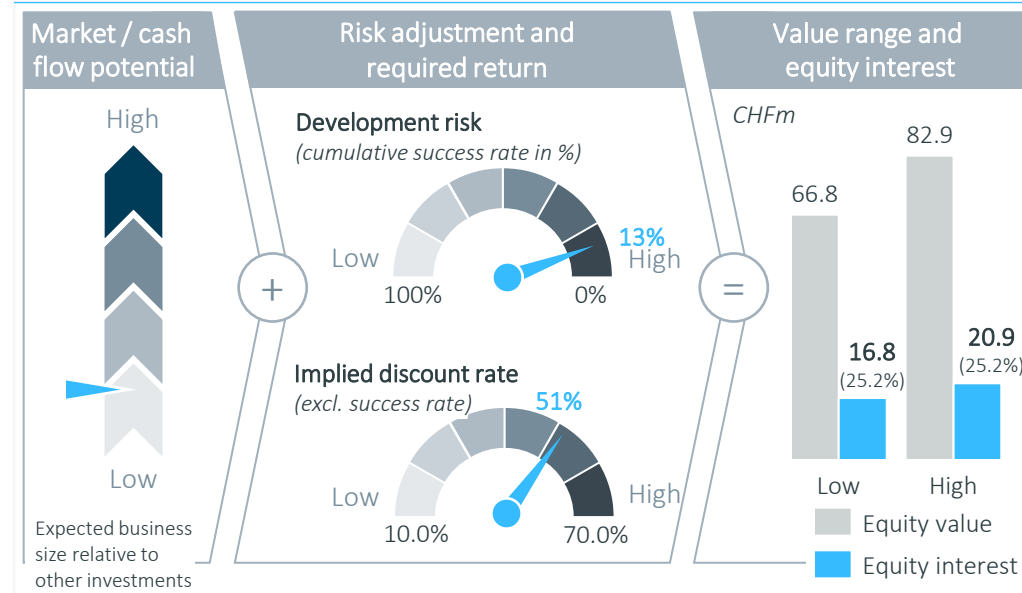 Market / cash
flow potential
High
Low
Expected business
size relative to
other investments
+
Risk adjustment and
required return
Development risk
(cumulative success rate in %)
13%
Low
High
100%
0%
Implied discount rate
(excl. success rate)
51%
Low
High
10.0%
70.0%
=
Value range and
equity interest
CHFm
82.9
66.8
20.9
16.8
(25.2%)
(25.2%)
Low
High
Equity value
Equity interest